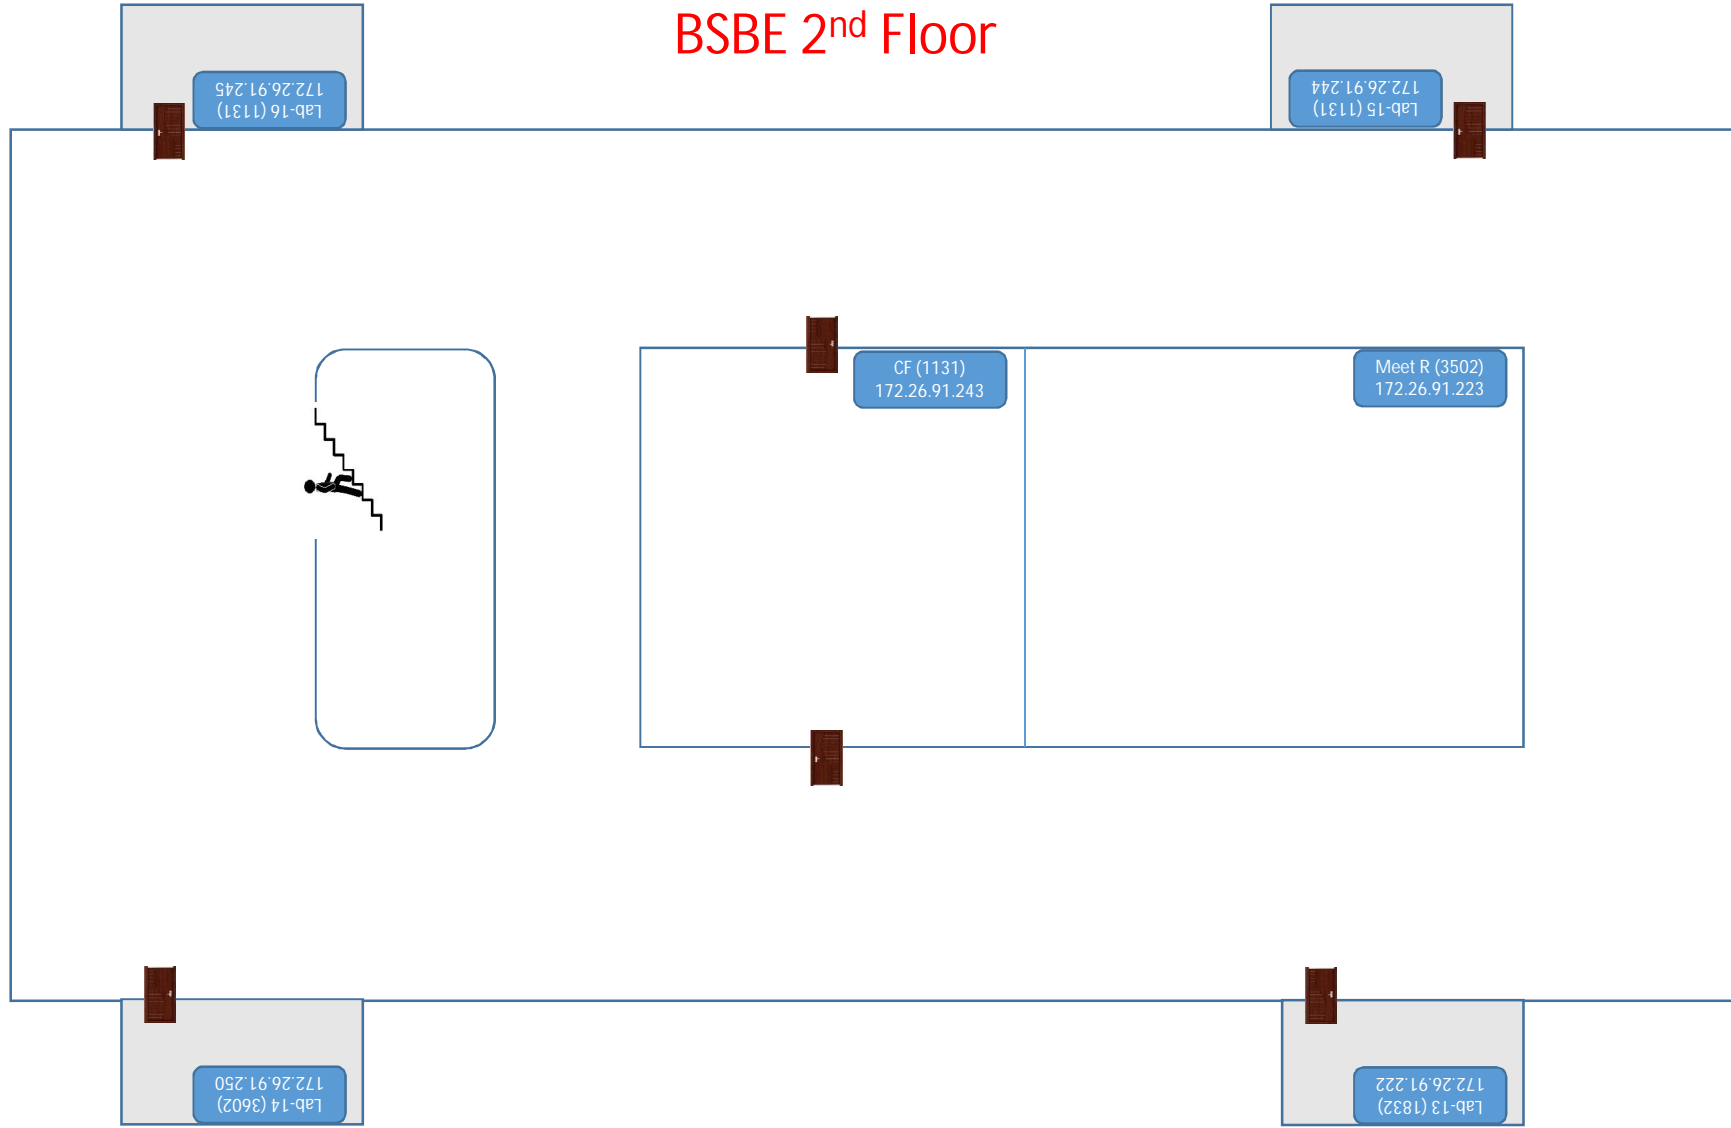 BSBE 2nd Floor
Lab-16 (1131)
172.26.91.245
Lab-15 (1131)
172.26.91.244
CF (1131)
172.26.91.243
Meet R (3502)
172.26.91.223
Lab-14 (3602)
172.26.91.250
Lab-13 (1832)
172.26.91.222